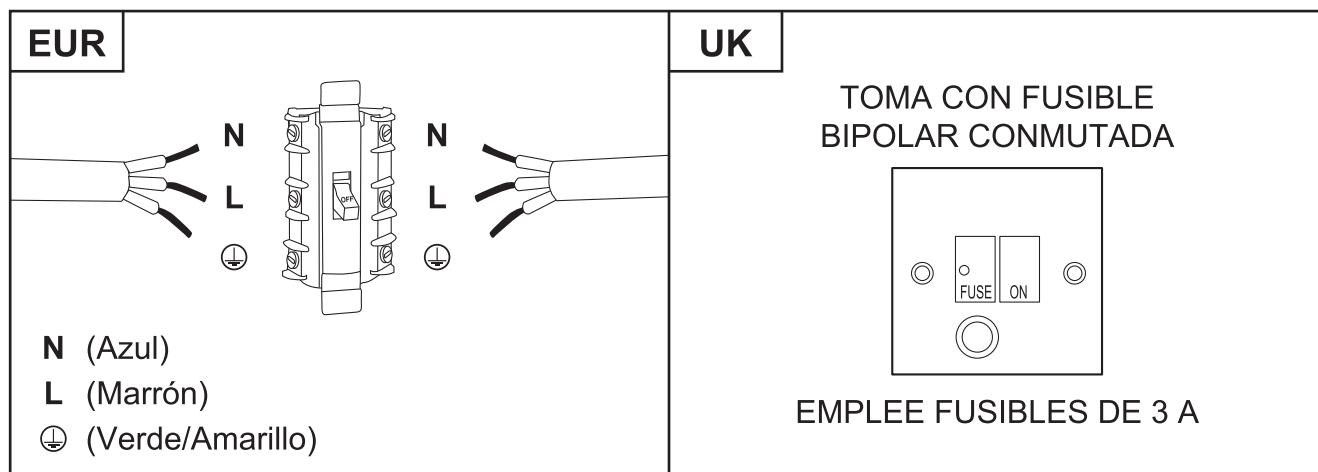 EUR
N
N
L
L
OFF
N (Azul)
L (Marrón)
(Verde/Amarillo)
UK
TOMA CON FUSIBLE
BIPOLAR CONMUTADA
FUSE ON
EMPLEE FUSIBLES DE 3 A